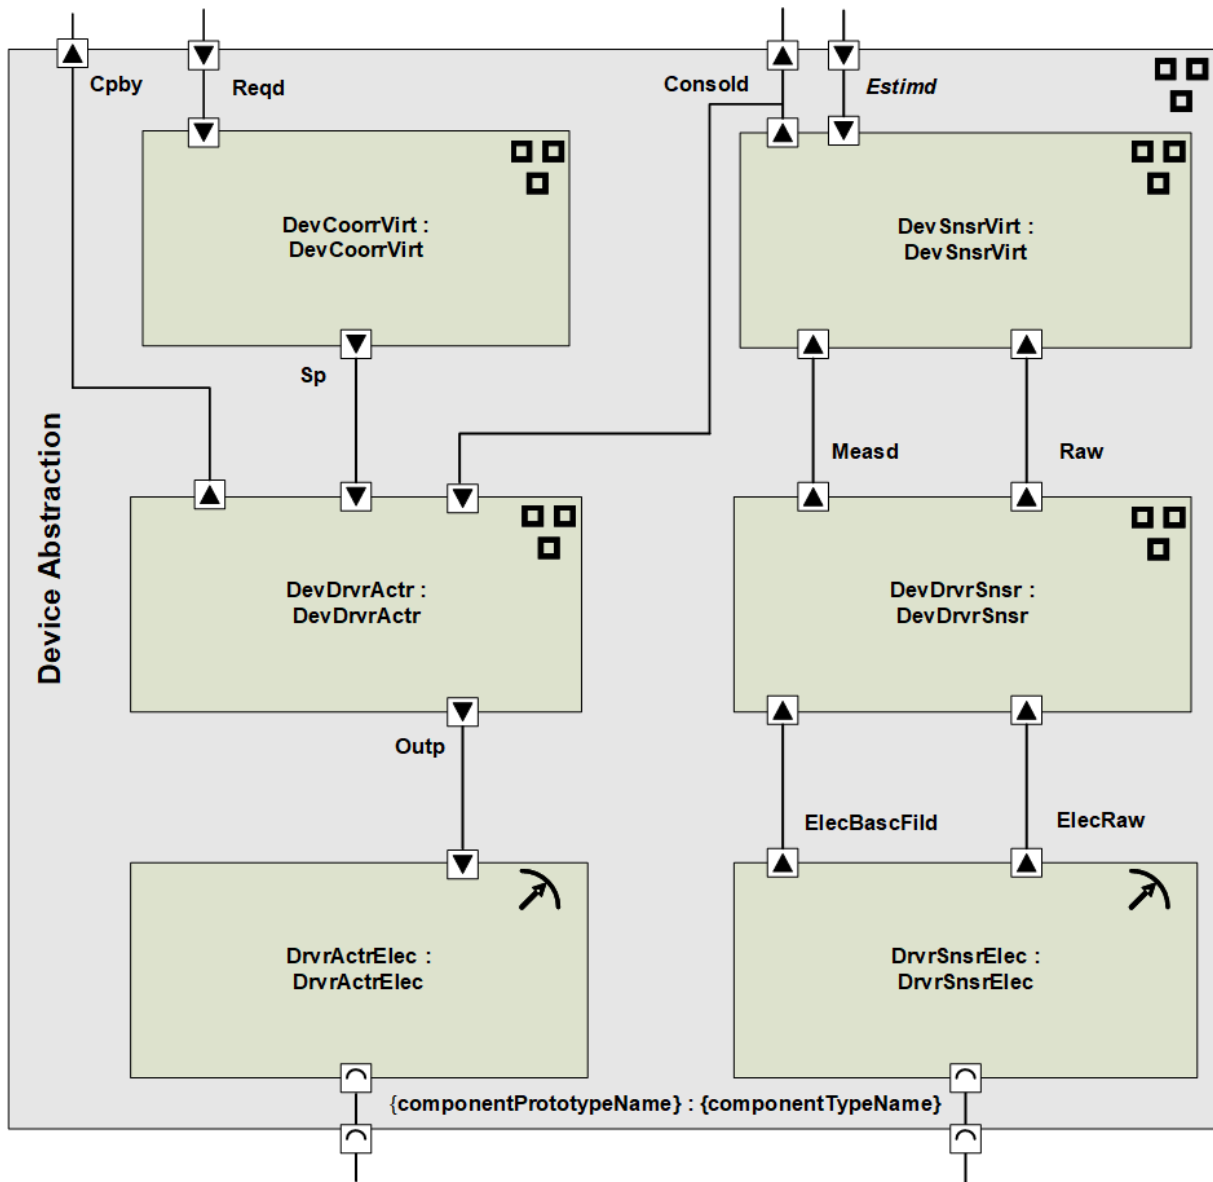 Cpby
Reqd
Consold
Estimd
DevCoorrVirt :
DevCoorrVirt
DevSnsrVirt :
DevSnsrVirt
Sp
Measd
Raw
Device Abstraction
DevDrvrActr :
DevDrvrActr
DevDrvrSnsr :
DevDrvrSnsr
Outp
ElecBascFild
ElecRaw
DrvrActrElec :
DrvrActrElec
DrvrSnsrElec :
DrvrSnsrElec
{componentPrototypeName} : {componentTypeName}